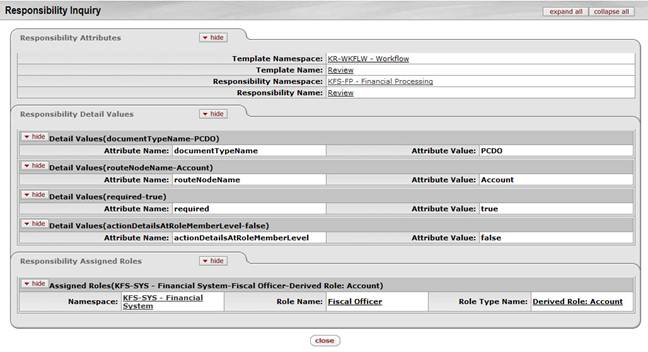 Responsibility Inquiry
expand all
collapse all
Responsibility Attributes
hide
Template Namespace: KR-WKFLW - Workflow
Template Name: Review
Responsibility Namespace: KFS-FP - Financial Processing
Responsibility Name: Review
Responsibility Detail Values
hide
hide Detail Values(documentTypeName-PCDO)
Attribute Name: documentTypeName Attribute Value: PCDO
hide Detail Values(routeNodeName-Account)
Attribute Name: routeNodeName Attribute Value: Account
hide Detail Values(required-true)
Attribute Name: required Attribute Value: true
hide Detail Values(actionDetailsAtRoleMemberLevel-false)
Attribute Name: actionDetailsAtRoleMemberLevel Attribute Value: false
Responsibility Assigned Roles
hide
hide Assigned Roles(KFS-SYS - Financial System-Fiscal Officer-Derived Role: Account)
Namespace: KFS-SYS - Financial
System
Role Name: Fiscal Officer
Role Type Name: Derived Role: Account
close